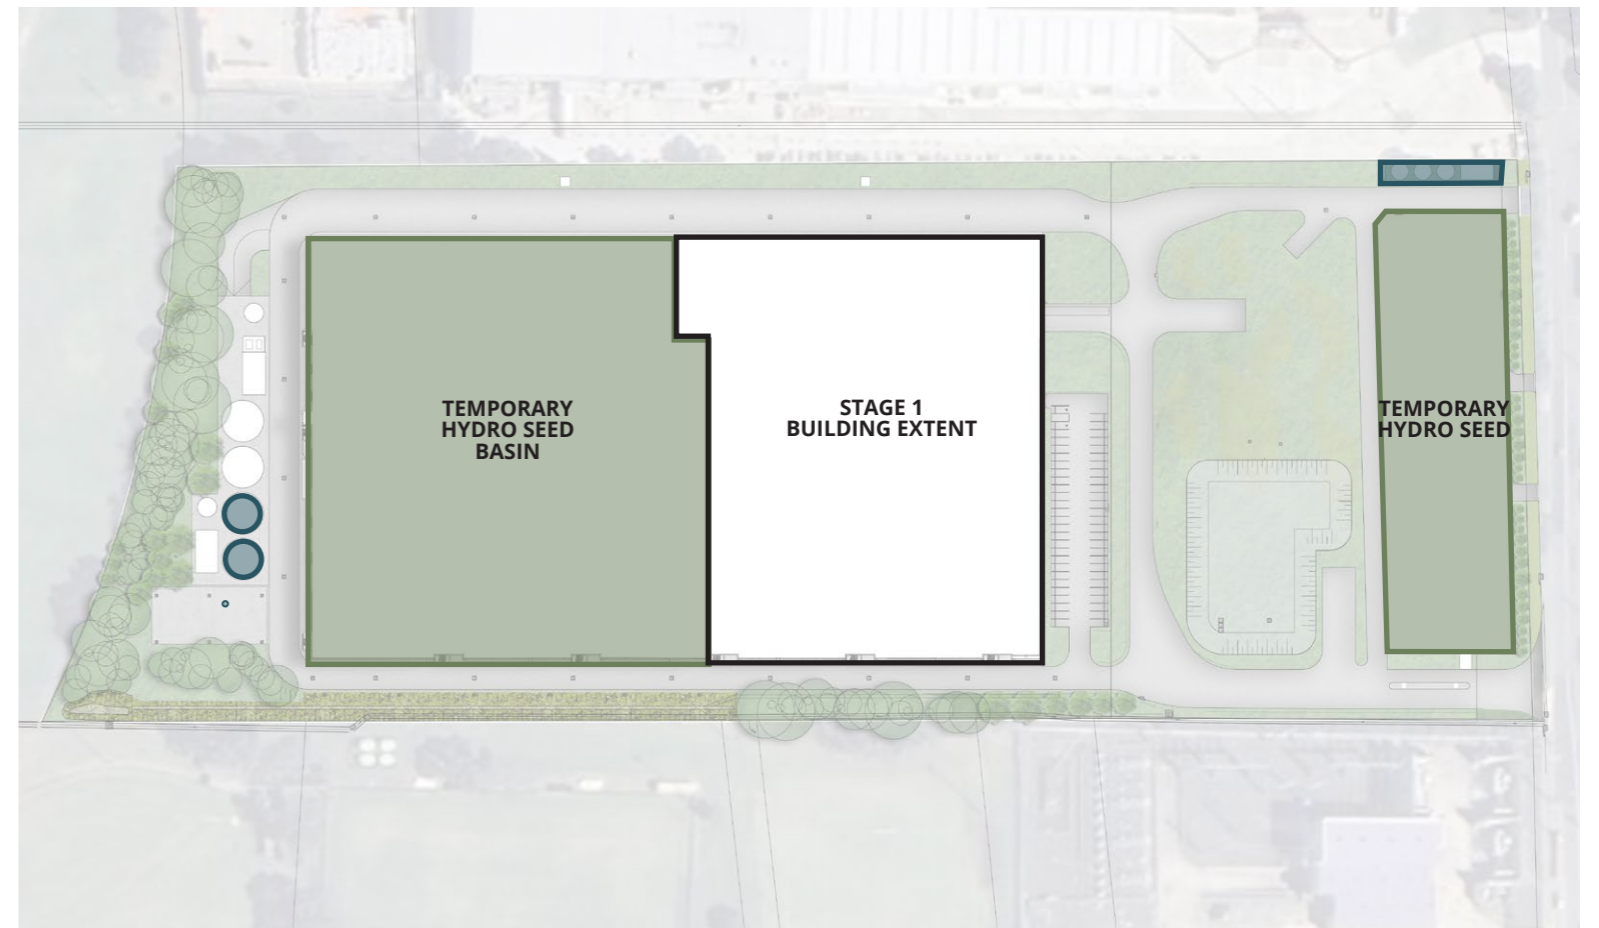 TEMPORARY
HYDRO SEED
BASIN
STAGE 1
BUILDING EXTENT
TEMPORARY
HYDRO SEED